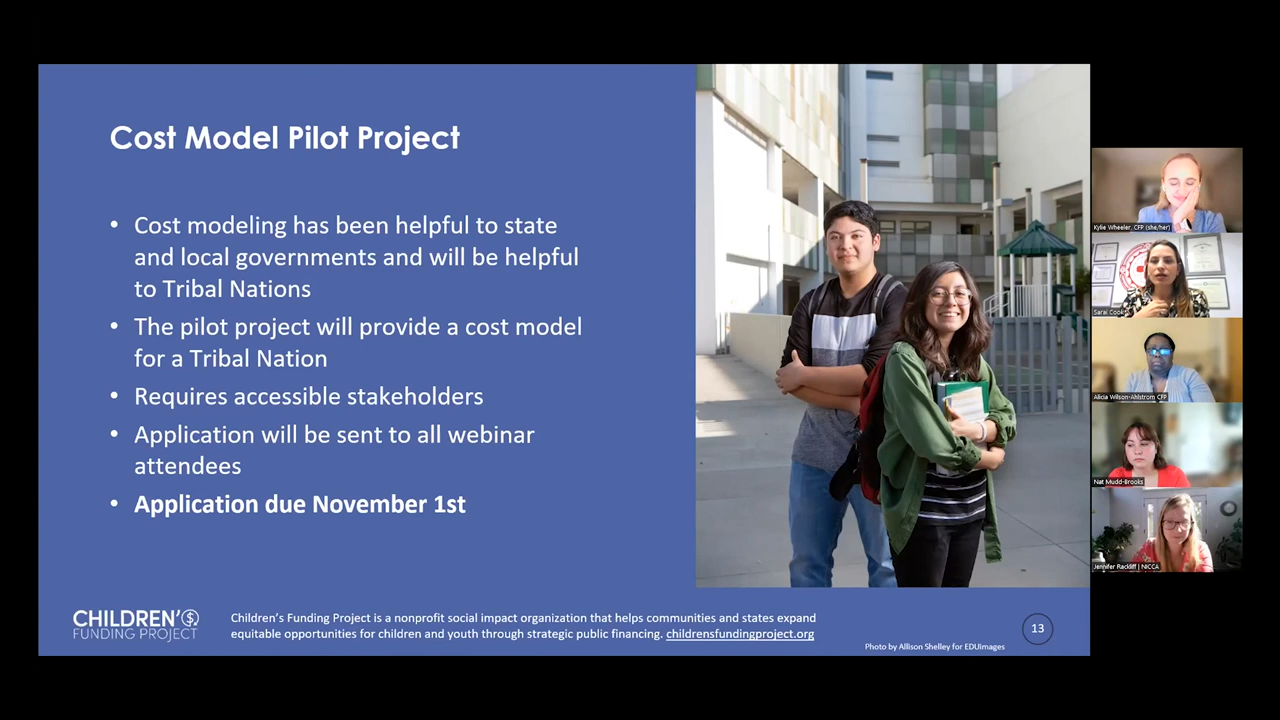 Cost Model Pilot Project
• Cost modeling has been helpful to state
and local governments and will be helpful
to Tribal Nations
• The pilot project will provide a cost model
for a Tribal Nation
• Requires accessible stakeholders
• Application will be sent to all webinar
attendees
• Application due November 1st
CHILDREN'S
FUNDING PROJECT
Children's Funding Project is a nonprofit social impact organization that helps communities and states expand
equitable opportunities for children and youth through strategic public financing. childrensfundingproject.org
Photo by Allison Shelley for EDUimages
13
Kylie Wheeler, CFP (she/her)
Sarai Cook
Alicia Wilson-Ahlstrom CFP
Nat Mudd-Brooks
Jennifer Rackliff | NICCA